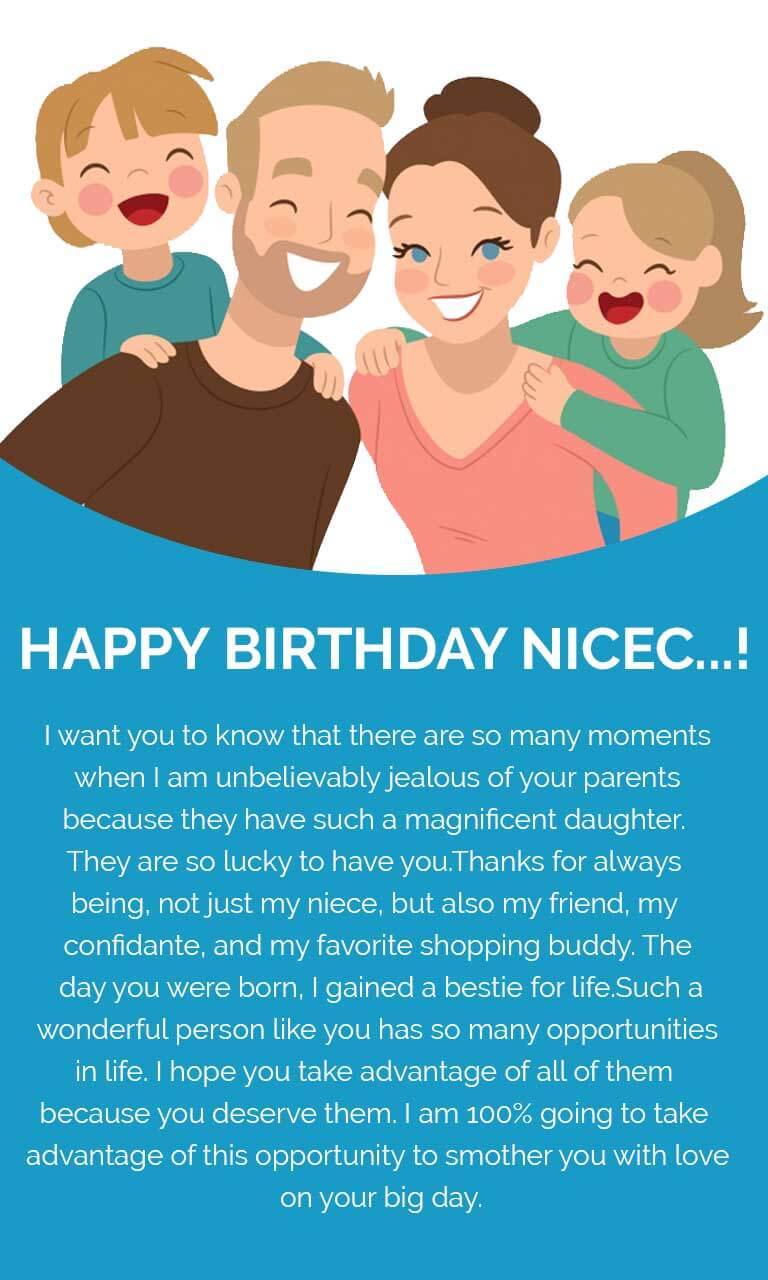 HAPPY BIRTHDAY NICEC...!
I want you to know that there are so many moments
when I am unbelievably jealous of your parents
because they have such a magnificent daughter.
They are so lucky to have you.Thanks for always
being, not just my niece, but also my friend, my
confidante, and my favorite shopping buddy. The
day you were born, I gained a bestie for life.Such a
wonderful person like you has so many opportunities
in life. I hope you take advantage of all of them
because you deserve them. I am 100% going to take
advantage of this opportunity to smother you with love
on your big day.